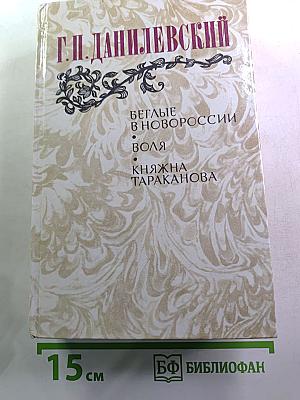 Г.П.ДАНИЛЕВСКИЙ
БЕГЛЫЕ
В НОВОРОССИИ
•
ВОЛЯ
•
КНЯЖНА
ТАРАКАНОВА
15 см
БФ БИБЛИОФАН